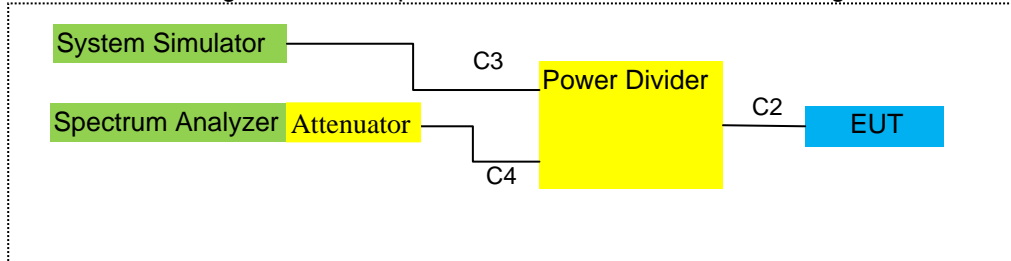 System Simulator
C3
Power Divider
Spectrum Analyzer Attenuator
C2
EUT
C4